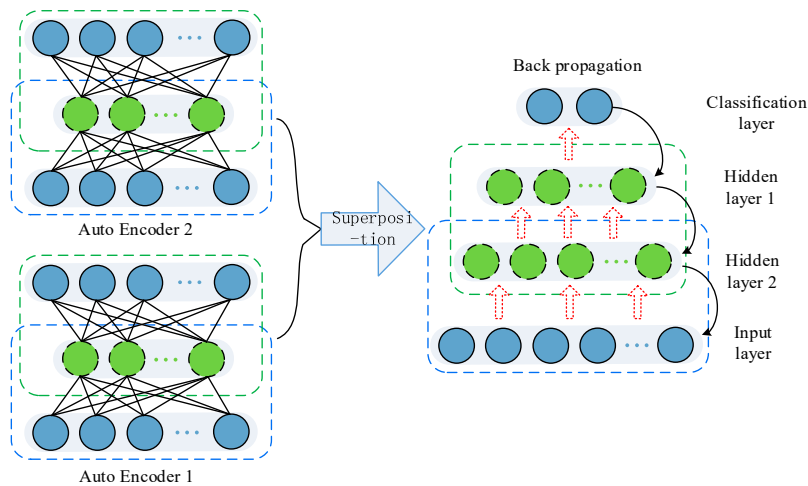 Auto Encoder 2
Auto Encoder 1
Superposi
-tion
Back propagation
Classification
layer
Hidden
layer 1
Hidden
layer 2
Input
layer